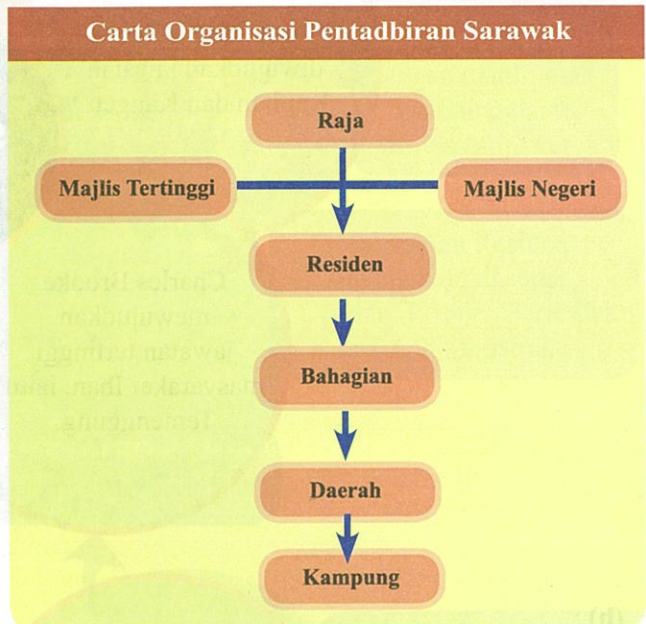 Carta Organisasi Pentadbiran Sarawak
Raja
Majlis Tertinggi
Majlis Negeri
Residen
Bahagian
Daerah
Kampung